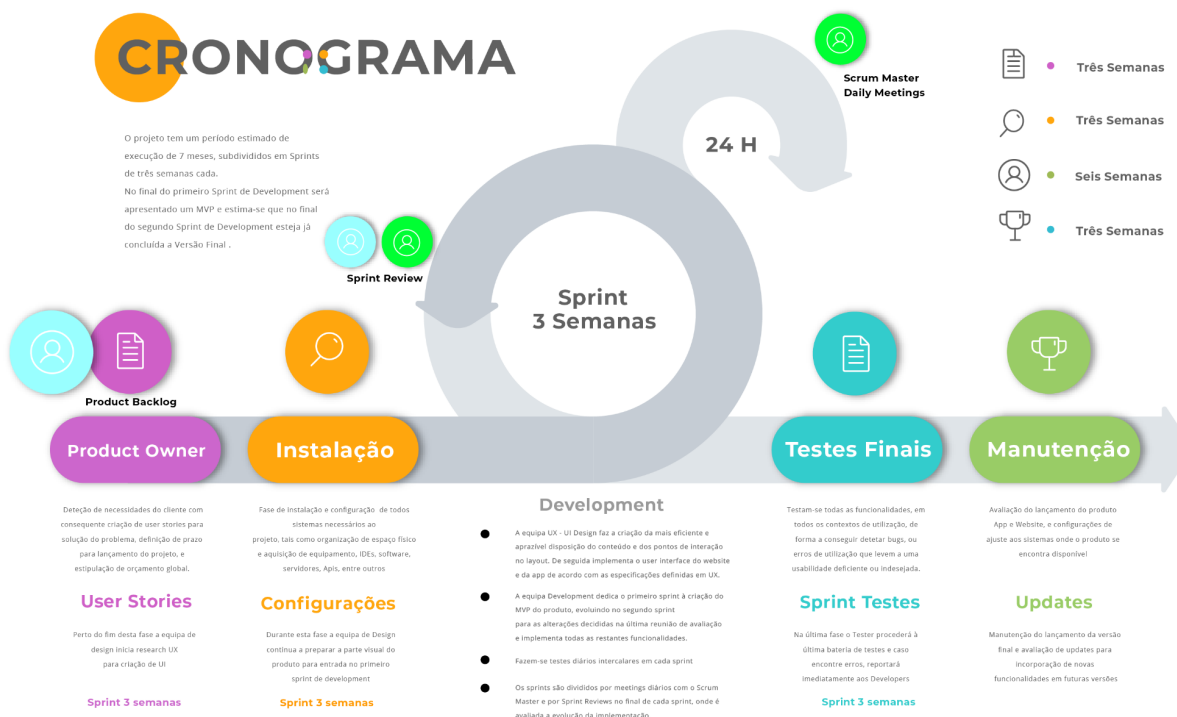 CRONOGRAMA
O projeto tem um período estimado de
execução de 7 meses, subdivididos em Sprints
de três semanas cada.
No final do primeiro Sprint de Development será
apresentado um MVP e estima-se que no final
do segundo Sprint de Development esteja já
concluída a Versão Final .
Scrum Master
Daily Meetings
24 H
Três Semanas
Três Semanas
Seis Semanas
Três Semanas
Sprint Review
Sprint
3 Semanas
Product Backlog
Product Owner
Instalação
Testes Finais
Manutenção
Deteção de necessidades do cliente com
consequente criação de user stories para
solução do problema, definição de prazo
para lançamento do projeto, e
estipulação de orçamento global.
User Stories
Perto do fim desta fase a equipa de
design inicia research UX
para criação de UI
Sprint 3 semanas
Fase de instalação e configuração de todos
sistemas necessários ao
projeto, tais como organização de espaço físico
e aquisição de equipamento, IDEs, software,
servidores, Apis, entre outros
Configurações
Durante esta fase a equipa de Design
continua a preparar a parte visual do
produto para entrada no primeiro
sprint de development
Sprint 3 semanas
Development
A equipa UX - UI Design faz a criação da mais eficiente e
aprazível disposição do conteúdo e dos pontos de interação
no layout. De seguida implementa o user interface do website
e da app de acordo com as especificações definidas em UX.
A equipa Development dedica o primeiro sprint à criação do
MVP do produto, evoluindo no segundo sprint
para as alterações decididas na última reunião de avaliação
e implementa todas as restantes funcionalidades.
Fazem-se testes diários intercalares em cada sprint
Os sprints são divididos por meetings diários com o Scrum
Master e por Sprint Reviews no final de cada sprint, onde é
avaliada a evolução da implementação
Testam-se todas as funcionalidades, em
todos os contextos de utilização, de
forma a conseguir detetar bugs, ou
erros de utilização que levem a uma
usabilidade deficiente ou indesejada.
Sprint Testes
Na última fase o Tester procederá à
última bateria de testes e caso
encontre erros, reportará
imediatamente aos Developers
Sprint 3 semanas
Avaliação do lançamento do produto
App e Website, e configurações de
ajuste aos sistemas onde o produto se
encontra disponível
Updates
Manutenção do lançamento da versão
final e avaliação de updates para
incorporação de novas
funcionalidades em futuras versões